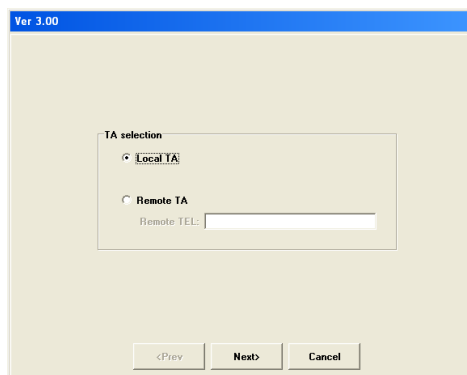 Ver 3.00
TA selection
Local TA
Remote TA
Remote TEL:
<Prev Next> Cancel